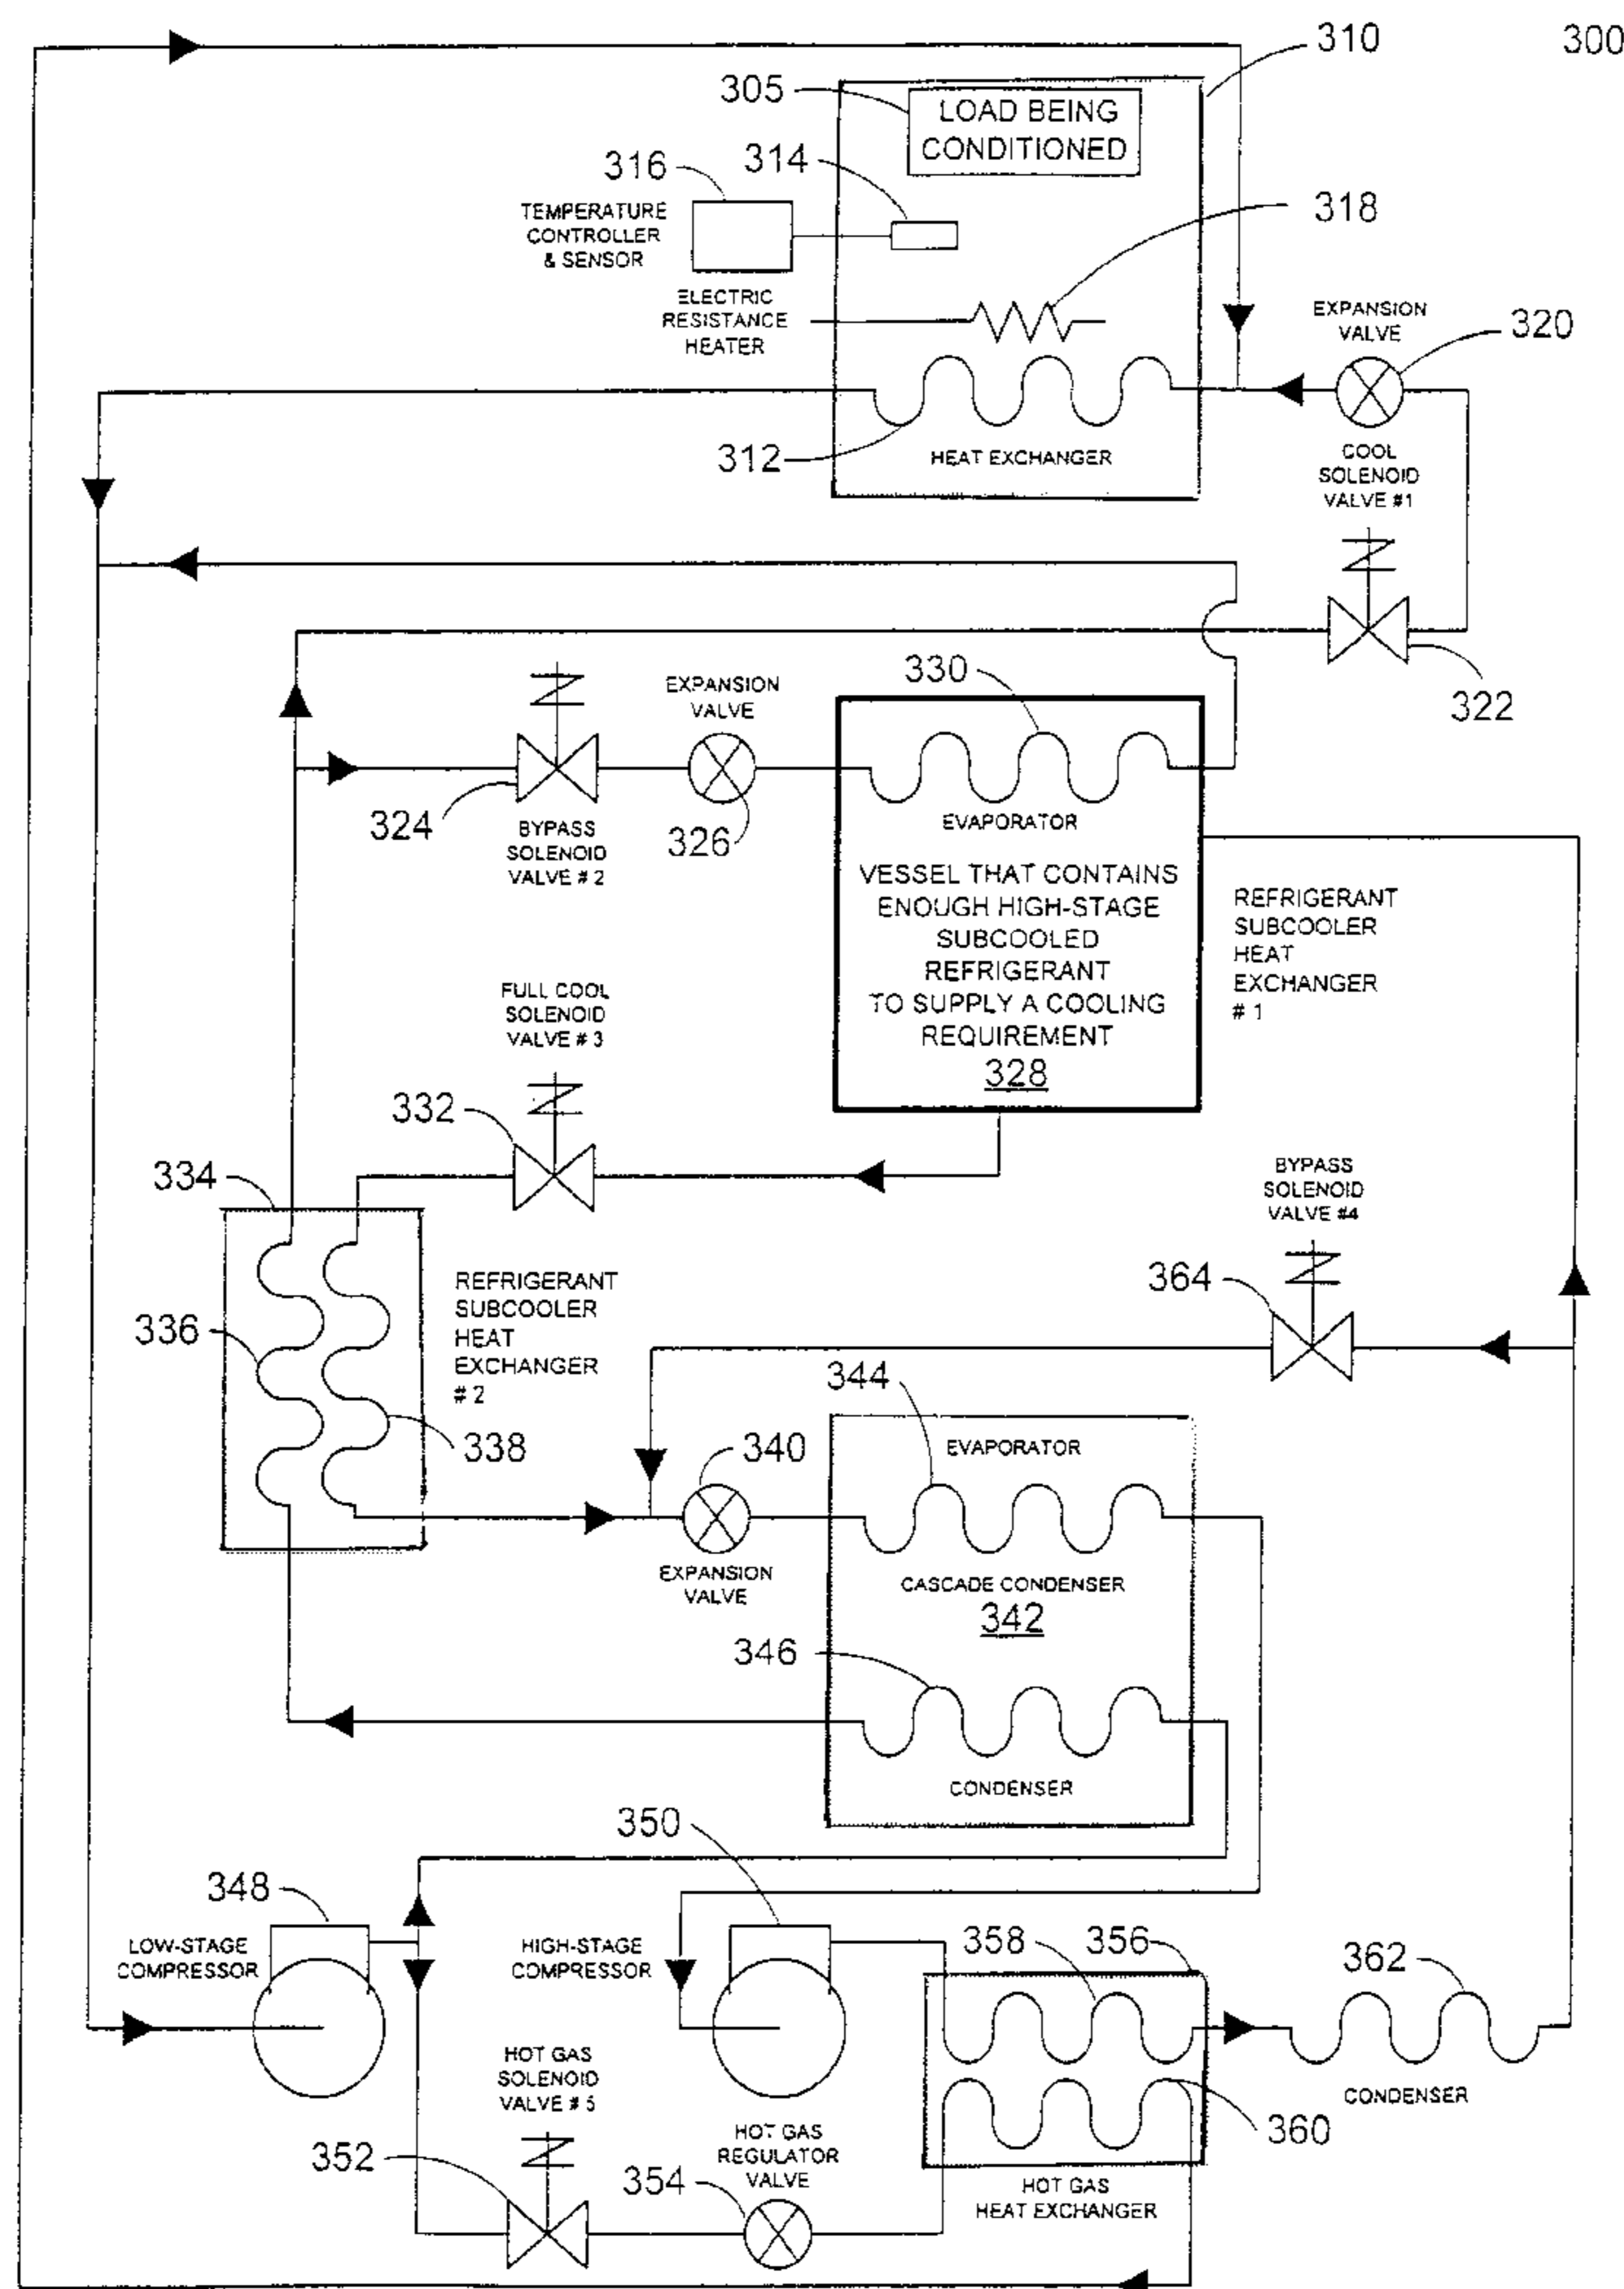 310
300
305
LOAD BEING
CONDITIONED
316
314
TEMPERATURE
CONTROLLER
& SENSOR
318
ELECTRIC
RESISTANCE
HEATER
EXPANSION
VALVE
320
312
HEAT EXCHANGER
COOL
SOLENOID
VALVE #1
322
330
EXPANSION
VALVE
324
BYPASS
SOLENOID
VALVE # 2
326
EVAPORATOR
VESSEL THAT CONTAINS
ENOUGH HIGH-STAGE
SUBCOOLED
REFRIGERANT
TO SUPPLY A COOLING
REQUIREMENT
328
REFRIGERANT
SUBCOOLER
HEAT
EXCHANGER
# 1
FULL COOL
SOLENOID
VALVE # 3
332
334
BYPASS
SOLENOID
VALVE #4
364
REFRIGERANT
SUBCOOLER
HEAT
EXCHANGER
# 2
336
338
344
340
EVAPORATOR
EXPANSION
VALVE
CASCADE CONDENSER
342
346
CONDENSER
350
348
LOW-STAGE
COMPRESSOR
HIGH-STAGE
COMPRESSOR
358
356
362
HOT GAS
SOLENOID
VALVE # 5
CONDENSER
352
HOT GAS
REGULATOR
VALVE
354
360
HOT GAS
HEAT EXCHANGER